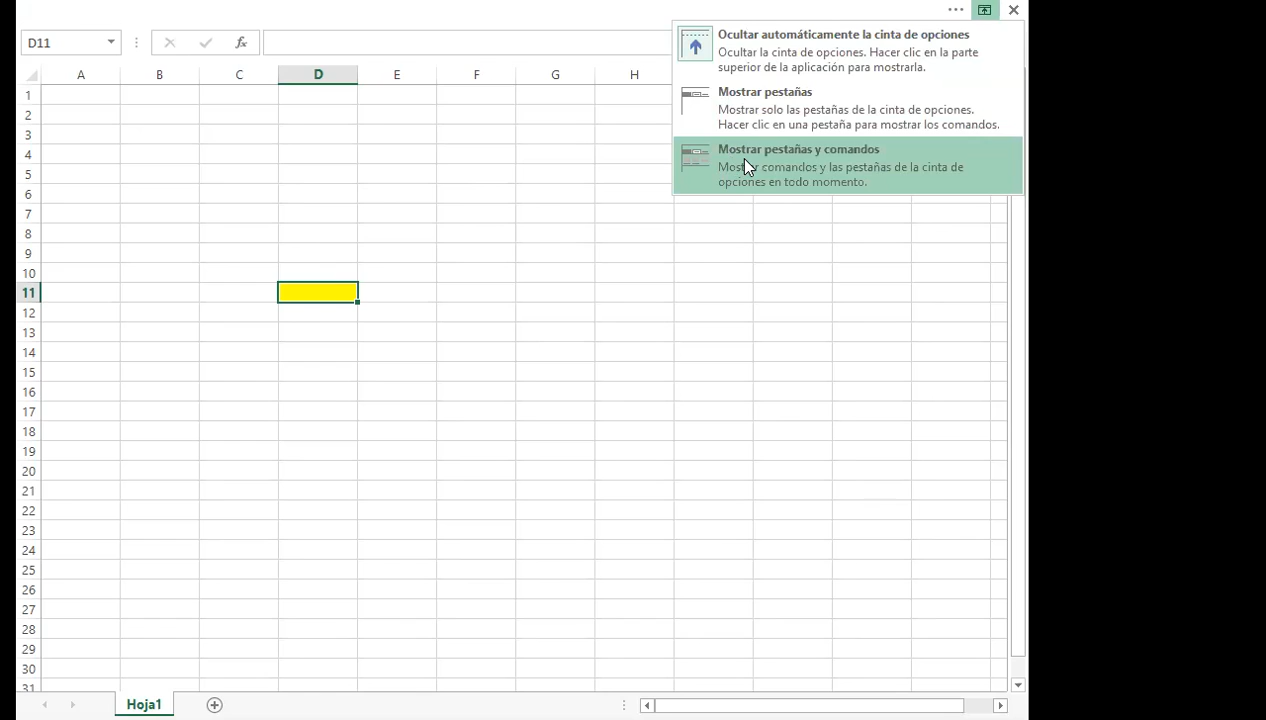 D11
fx
Ocultar automáticamente la cinta de opciones
Ocultar la cinta de opciones. Hacer clic en la parte
superior de la aplicación para mostrarla.
Mostrar pestañas
Mostrar solo las pestañas de la cinta de opciones.
Hacer clic en una pestaña para mostrar los comandos.
Mostrar pestañas y comandos
Mostrar comandos y las pestañas de la cinta de
opciones en todo momento.
A B C D E F G H
1
2
3
4
5
6
7
8
9
10
11
12
13
14
15
16
17
18
19
20
21
22
23
24
25
26
27
28
29
30
31
Hoja1